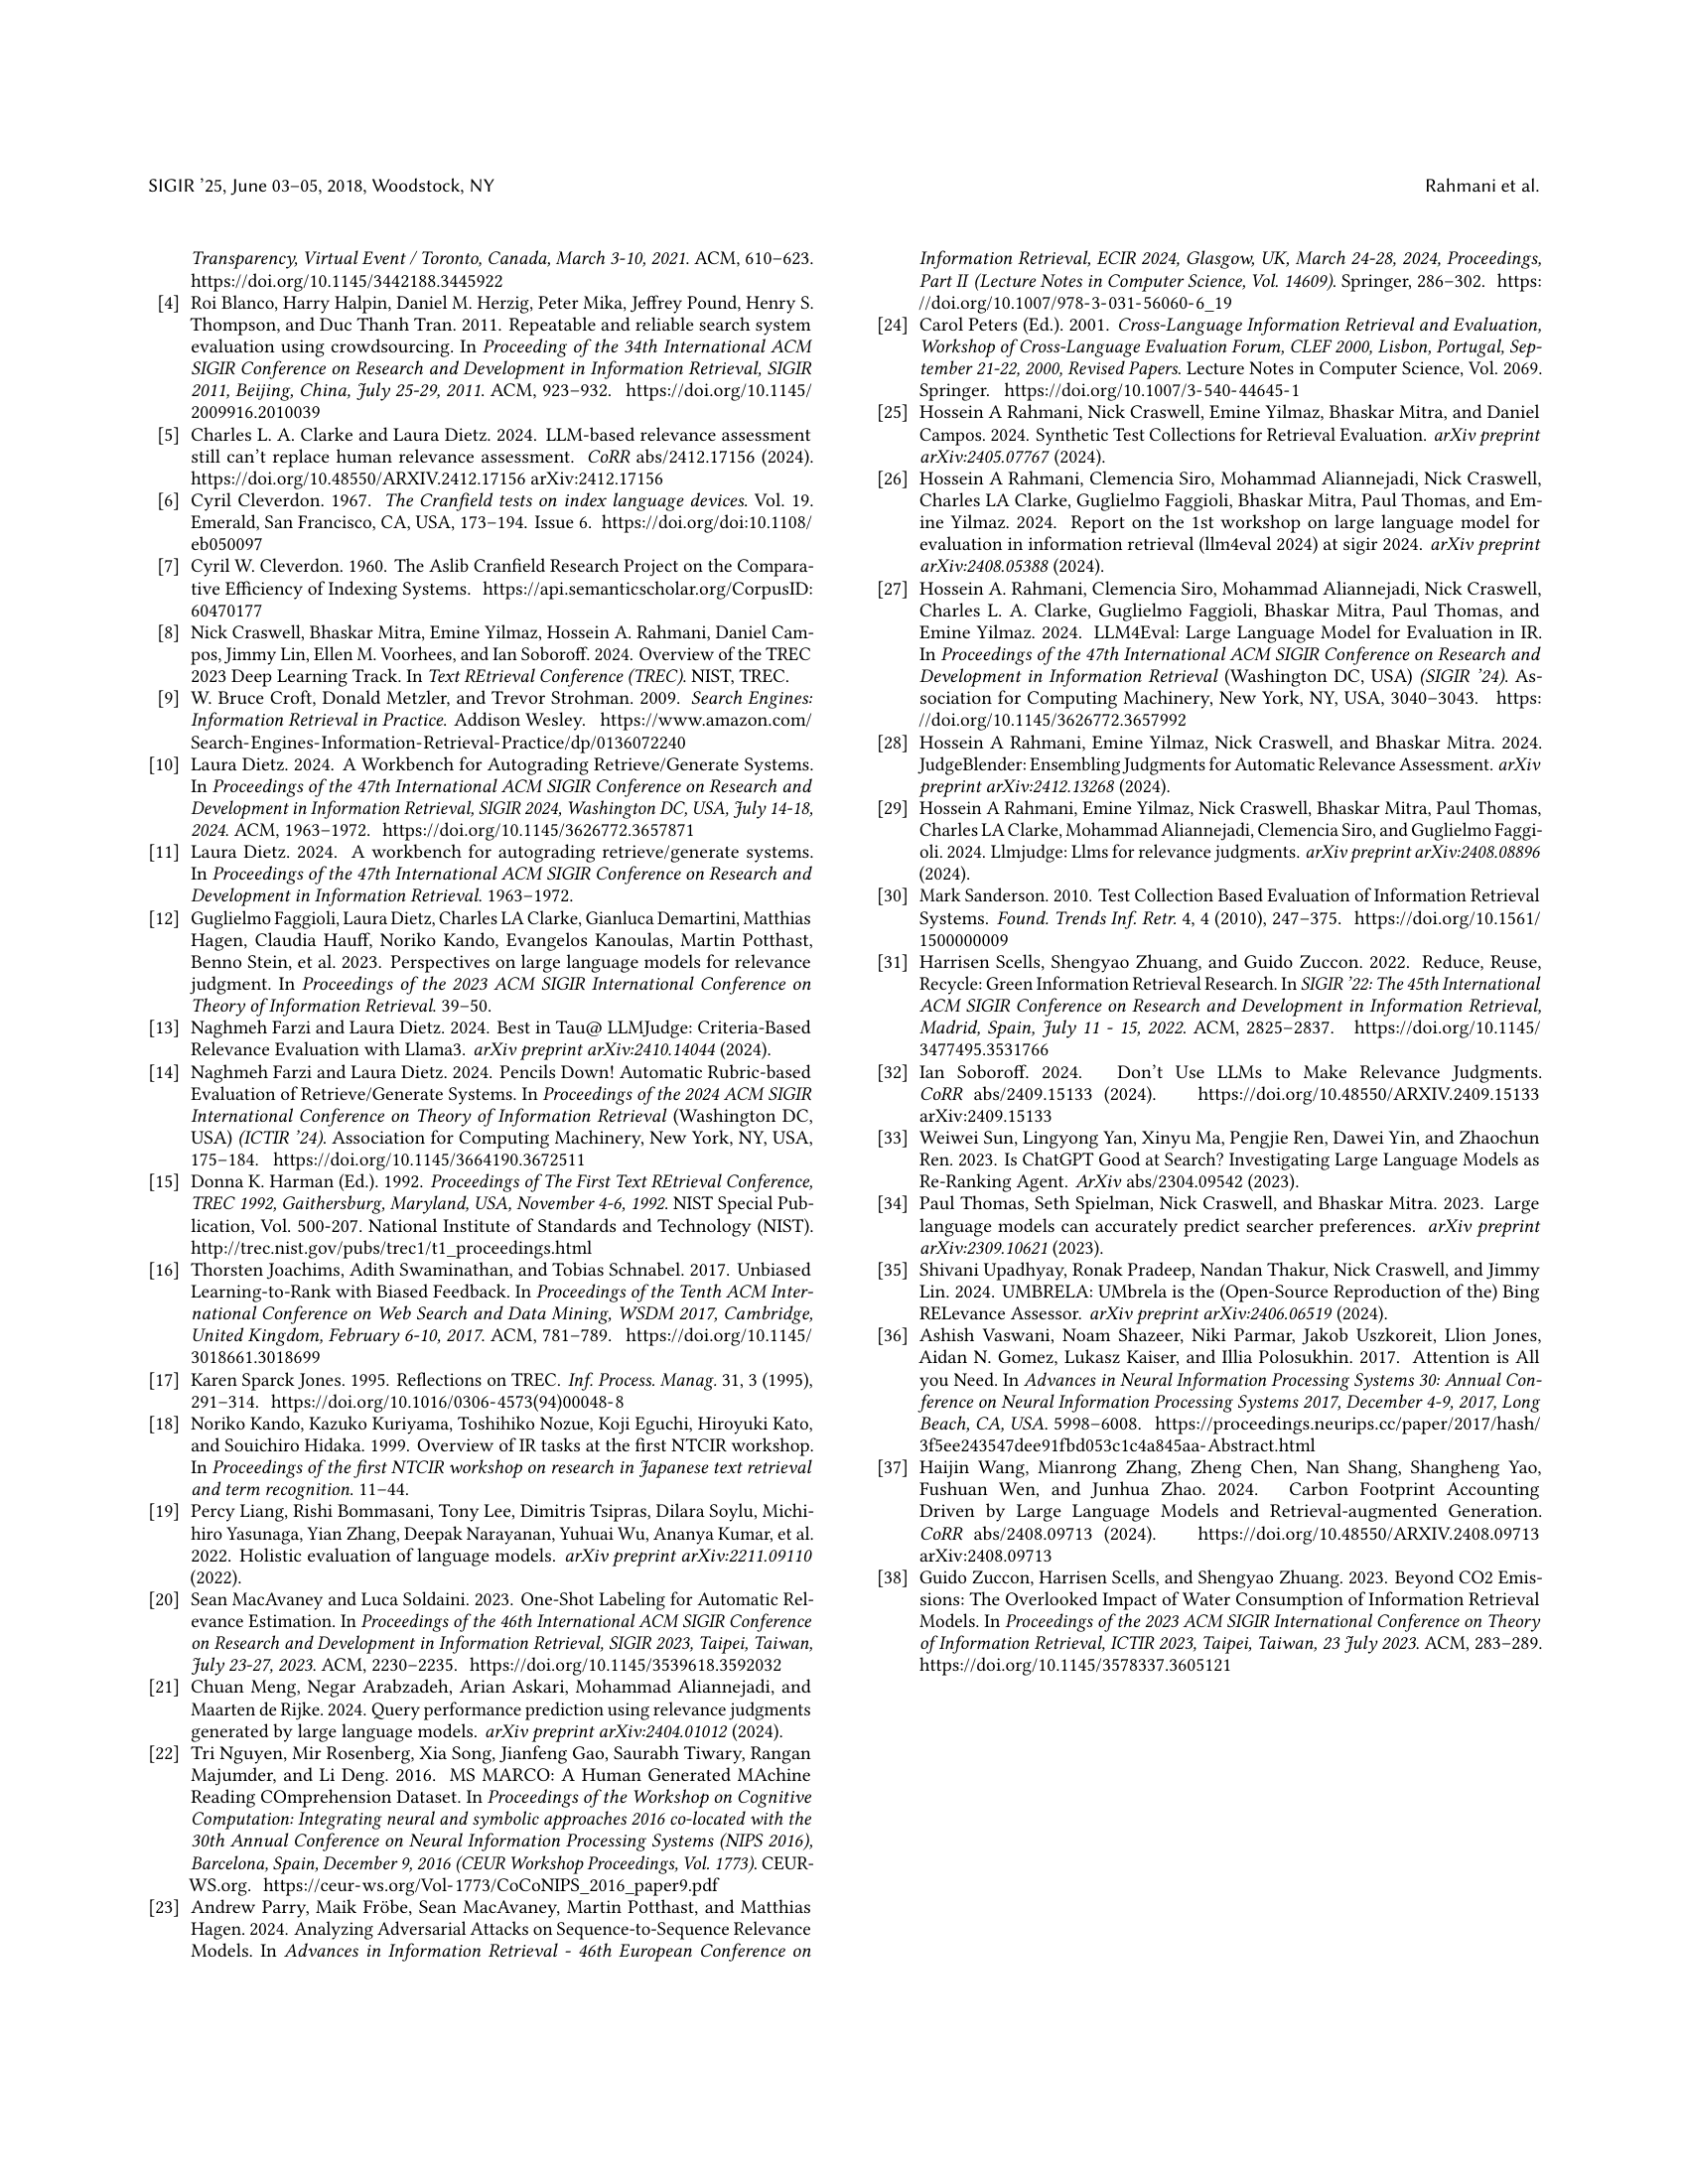 SIGIR ’25, June 03–05, 2018, Woodstock, NY
Rahmani et al.
Transparency, Virtual Event / Toronto, Canada, March 3-10, 2021. ACM, 610–623.
https://doi.org/10.1145/3442188.3445922
[4] Roi Blanco, Harry Halpin, Daniel M. Herzig, Peter Mika, Jeffrey Pound, Henry S.
Thompson, and Duc Thanh Tran. 2011. Repeatable and reliable search system
evaluation using crowdsourcing. In Proceeding of the 34th International ACM
SIGIR Conference on Research and Development in Information Retrieval, SIGIR
2011, Beijing, China, July 25-29, 2011. ACM, 923–932. https://doi.org/10.1145/
2009916.2010039
[5] Charles L. A. Clarke and Laura Dietz. 2024. LLM-based relevance assessment
still can’t replace human relevance assessment. CoRR abs/2412.17156 (2024).
https://doi.org/10.48550/ARXIV.2412.17156 arXiv:2412.17156
[6] Cyril Cleverdon. 1967. The Cranfield tests on index language devices. Vol. 19.
Emerald, San Francisco, CA, USA, 173–194. Issue 6. https://doi.org/doi:10.1108/
eb050097
[7] Cyril W. Cleverdon. 1960. The Aslib Cranfield Research Project on the Compara-
tive Efficiency of Indexing Systems. https://api.semanticscholar.org/CorpusID:
60470177
[8] Nick Craswell, Bhaskar Mitra, Emine Yilmaz, Hossein A. Rahmani, Daniel Cam-
pos, Jimmy Lin, Ellen M. Voorhees, and Ian Soboroff. 2024. Overview of the TREC
2023 Deep Learning Track. In Text REtrieval Conference (TREC). NIST, TREC.
[9] W. Bruce Croft, Donald Metzler, and Trevor Strohman. 2009. Search Engines:
Information Retrieval in Practice. Addison Wesley. https://www.amazon.com/
Search-Engines-Information-Retrieval-Practice/dp/0136072240
[10] Laura Dietz. 2024. A Workbench for Autograding Retrieve/Generate Systems.
In Proceedings of the 47th International ACM SIGIR Conference on Research and
Development in Information Retrieval, SIGIR 2024, Washington DC, USA, July 14-18,
2024. ACM, 1963–1972. https://doi.org/10.1145/3626772.3657871
[11] Laura Dietz. 2024. A workbench for autograding retrieve/generate systems.
In Proceedings of the 47th International ACM SIGIR Conference on Research and
Development in Information Retrieval. 1963–1972.
[12] Guglielmo Faggioli, Laura Dietz, Charles LA Clarke, Gianluca Demartini, Matthias
Hagen, Claudia Hauff, Noriko Kando, Evangelos Kanoulas, Martin Potthast,
Benno Stein, et al. 2023. Perspectives on large language models for relevance
judgment. In Proceedings of the 2023 ACM SIGIR International Conference on
Theory of Information Retrieval. 39–50.
[13] Naghmeh Farzi and Laura Dietz. 2024. Best in Tau@ LLMJudge: Criteria-Based
Relevance Evaluation with Llama3. arXiv preprint arXiv:2410.14044 (2024).
[14] Naghmeh Farzi and Laura Dietz. 2024. Pencils Down! Automatic Rubric-based
Evaluation of Retrieve/Generate Systems. In Proceedings of the 2024 ACM SIGIR
International Conference on Theory of Information Retrieval (Washington DC,
USA) (ICTIR ’24). Association for Computing Machinery, New York, NY, USA,
175–184. https://doi.org/10.1145/3664190.3672511
[15] Donna K. Harman (Ed.). 1992. Proceedings of The First Text REtrieval Conference,
TREC 1992, Gaithersburg, Maryland, USA, November 4-6, 1992. NIST Special Pub-
lication, Vol. 500-207. National Institute of Standards and Technology (NIST).
http://trec.nist.gov/pubs/trec1/t1_proceedings.html
[16] Thorsten Joachims, Adith Swaminathan, and Tobias Schnabel. 2017. Unbiased
Learning-to-Rank with Biased Feedback. In Proceedings of the Tenth ACM Inter-
national Conference on Web Search and Data Mining, WSDM 2017, Cambridge,
United Kingdom, February 6-10, 2017. ACM, 781–789. https://doi.org/10.1145/
3018661.3018699
[17] Karen Sparck Jones. 1995. Reflections on TREC. Inf. Process. Manag. 31, 3 (1995),
291–314. https://doi.org/10.1016/0306-4573(94)00048-8
[18] Noriko Kando, Kazuko Kuriyama, Toshihiko Nozue, Koji Eguchi, Hiroyuki Kato,
and Souichiro Hidaka. 1999. Overview of IR tasks at the first NTCIR workshop.
In Proceedings of the first NTCIR workshop on research in Japanese text retrieval
and term recognition. 11–44.
[19] Percy Liang, Rishi Bommasani, Tony Lee, Dimitris Tsipras, Dilara Soylu, Michi-
hiro Yasunaga, Yian Zhang, Deepak Narayanan, Yuhuai Wu, Ananya Kumar, et al.
2022. Holistic evaluation of language models. arXiv preprint arXiv:2211.09110
(2022).
[20] Sean MacAvaney and Luca Soldaini. 2023. One-Shot Labeling for Automatic Rel-
evance Estimation. In Proceedings of the 46th International ACM SIGIR Conference
on Research and Development in Information Retrieval, SIGIR 2023, Taipei, Taiwan,
July 23-27, 2023. ACM, 2230–2235. https://doi.org/10.1145/3539618.3592032
[21] Chuan Meng, Negar Arabzadeh, Arian Askari, Mohammad Aliannejadi, and
Maarten de Rijke. 2024. Query performance prediction using relevance judgments
generated by large language models. arXiv preprint arXiv:2404.01012 (2024).
[22] Tri Nguyen, Mir Rosenberg, Xia Song, Jianfeng Gao, Saurabh Tiwary, Rangan
Majumder, and Li Deng. 2016. MS MARCO: A Human Generated MAchine
Reading COmprehension Dataset. In Proceedings of the Workshop on Cognitive
Computation: Integrating neural and symbolic approaches 2016 co-located with the
30th Annual Conference on Neural Information Processing Systems (NIPS 2016),
Barcelona, Spain, December 9, 2016 (CEUR Workshop Proceedings, Vol. 1773). CEUR-
WS.org. https://ceur-ws.org/Vol-1773/CoCoNIPS_2016_paper9.pdf
[23] Andrew Parry, Maik Fröbe, Sean MacAvaney, Martin Potthast, and Matthias
Hagen. 2024. Analyzing Adversarial Attacks on Sequence-to-Sequence Relevance
Models. In Advances in Information Retrieval - 46th European Conference on
Information Retrieval, ECIR 2024, Glasgow, UK, March 24-28, 2024, Proceedings,
Part II (Lecture Notes in Computer Science, Vol. 14609). Springer, 286–302. https:
//doi.org/10.1007/978-3-031-56060-6_19
[24] Carol Peters (Ed.). 2001. Cross-Language Information Retrieval and Evaluation,
Workshop of Cross-Language Evaluation Forum, CLEF 2000, Lisbon, Portugal, Sep-
tember 21-22, 2000, Revised Papers. Lecture Notes in Computer Science, Vol. 2069.
Springer. https://doi.org/10.1007/3-540-44645-1
[25] Hossein A Rahmani, Nick Craswell, Emine Yilmaz, Bhaskar Mitra, and Daniel
Campos. 2024. Synthetic Test Collections for Retrieval Evaluation. arXiv preprint
arXiv:2405.07767 (2024).
[26] Hossein A Rahmani, Clemencia Siro, Mohammad Aliannejadi, Nick Craswell,
Charles LA Clarke, Guglielmo Faggioli, Bhaskar Mitra, Paul Thomas, and Em-
ine Yilmaz. 2024. Report on the 1st workshop on large language model for
evaluation in information retrieval (llm4eval 2024) at sigir 2024. arXiv preprint
arXiv:2408.05388 (2024).
[27] Hossein A. Rahmani, Clemencia Siro, Mohammad Aliannejadi, Nick Craswell,
Charles L. A. Clarke, Guglielmo Faggioli, Bhaskar Mitra, Paul Thomas, and
Emine Yilmaz. 2024. LLM4Eval: Large Language Model for Evaluation in IR.
In Proceedings of the 47th International ACM SIGIR Conference on Research and
Development in Information Retrieval (Washington DC, USA) (SIGIR ’24). As-
sociation for Computing Machinery, New York, NY, USA, 3040–3043. https:
//doi.org/10.1145/3626772.3657992
[28] Hossein A Rahmani, Emine Yilmaz, Nick Craswell, and Bhaskar Mitra. 2024.
JudgeBlender: Ensembling Judgments for Automatic Relevance Assessment. arXiv
preprint arXiv:2412.13268 (2024).
[29] Hossein A Rahmani, Emine Yilmaz, Nick Craswell, Bhaskar Mitra, Paul Thomas,
Charles LA Clarke, Mohammad Aliannejadi, Clemencia Siro, and Guglielmo Faggi-
oli. 2024. Llmjudge: Llms for relevance judgments. arXiv preprint arXiv:2408.08896
(2024).
[30] Mark Sanderson. 2010. Test Collection Based Evaluation of Information Retrieval
Systems. Found. Trends Inf. Retr. 4, 4 (2010), 247–375. https://doi.org/10.1561/
1500000009
[31] Harrisen Scells, Shengyao Zhuang, and Guido Zuccon. 2022. Reduce, Reuse,
Recycle: Green Information Retrieval Research. In SIGIR ’22: The 45th International
ACM SIGIR Conference on Research and Development in Information Retrieval,
Madrid, Spain, July 11 - 15, 2022. ACM, 2825–2837. https://doi.org/10.1145/
3477495.3531766
[32] Ian Soboroff. 2024. Don’t Use LLMs to Make Relevance Judgments.
CoRR abs/2409.15133 (2024). https://doi.org/10.48550/ARXIV.2409.15133
arXiv:2409.15133
[33] Weiwei Sun, Lingyong Yan, Xinyu Ma, Pengjie Ren, Dawei Yin, and Zhaochun
Ren. 2023. Is ChatGPT Good at Search? Investigating Large Language Models as
Re-Ranking Agent. ArXiv abs/2304.09542 (2023).
[34] Paul Thomas, Seth Spielman, Nick Craswell, and Bhaskar Mitra. 2023. Large
language models can accurately predict searcher preferences. arXiv preprint
arXiv:2309.10621 (2023).
[35] Shivani Upadhyay, Ronak Pradeep, Nandan Thakur, Nick Craswell, and Jimmy
Lin. 2024. UMBRELA: UMbrela is the (Open-Source Reproduction of the) Bing
RELevance Assessor. arXiv preprint arXiv:2406.06519 (2024).
[36] Ashish Vaswani, Noam Shazeer, Niki Parmar, Jakob Uszkoreit, Llion Jones,
Aidan N. Gomez, Lukasz Kaiser, and Illia Polosukhin. 2017. Attention is All
you Need. In Advances in Neural Information Processing Systems 30: Annual Con-
ference on Neural Information Processing Systems 2017, December 4-9, 2017, Long
Beach, CA, USA. 5998–6008. https://proceedings.neurips.cc/paper/2017/hash/
3f5ee243547dee91fbd053c1c4a845aa-Abstract.html
[37] Haijin Wang, Mianrong Zhang, Zheng Chen, Nan Shang, Shangheng Yao,
Fushuan Wen, and Junhua Zhao. 2024. Carbon Footprint Accounting
Driven by Large Language Models and Retrieval-augmented Generation.
CoRR abs/2408.09713 (2024). https://doi.org/10.48550/ARXIV.2408.09713
arXiv:2408.09713
[38] Guido Zuccon, Harrisen Scells, and Shengyao Zhuang. 2023. Beyond CO2 Emis-
sions: The Overlooked Impact of Water Consumption of Information Retrieval
Models. In Proceedings of the 2023 ACM SIGIR International Conference on Theory
of Information Retrieval, ICTIR 2023, Taipei, Taiwan, 23 July 2023. ACM, 283–289.
https://doi.org/10.1145/3578337.3605121